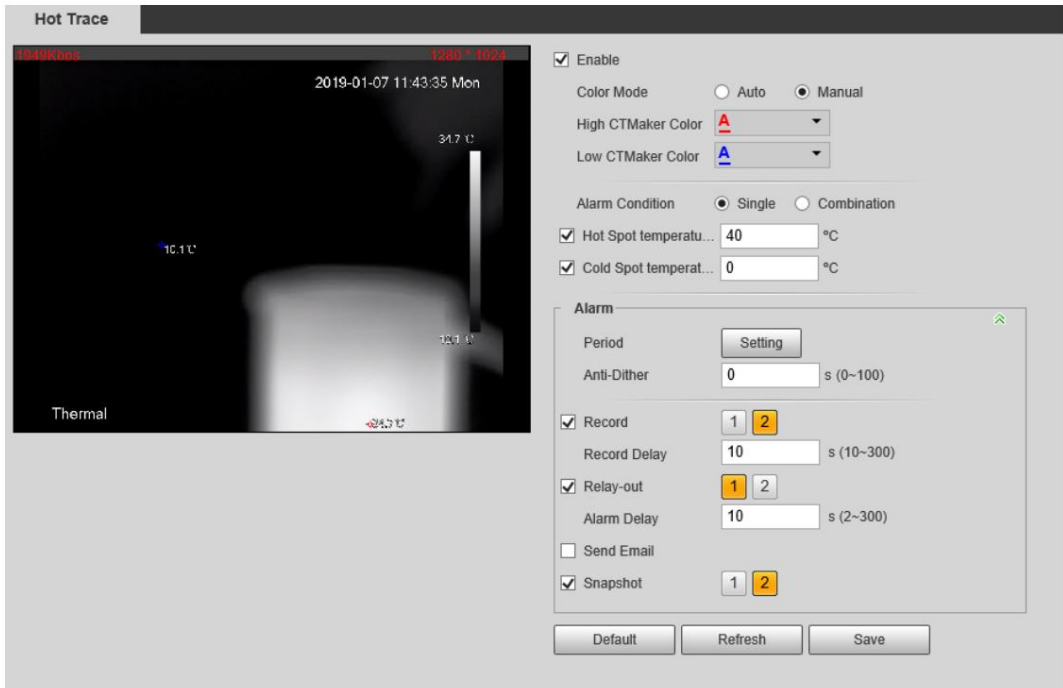 Hot Trace
1949Kbps 1280 * 1024
2019-01-07 11:43:35 Mon
34.7 ℃
10.1℃
Thermal
Enable
Color Mode Auto Manual
High CTMaker Color A
Low CTMaker Color A
Alarm Condition Single Combination
Hot Spot temperatu... 40 ℃
Cold Spot temperat... 0 ℃
Alarm
Period Setting
Anti-Dither 0 s (0~100)
Record 1 2
Record Delay 10 s (10~300)
Relay-out 1 2
Alarm Delay 10 s (2~300)
Send Email
Snapshot 1 2
Default Refresh Save